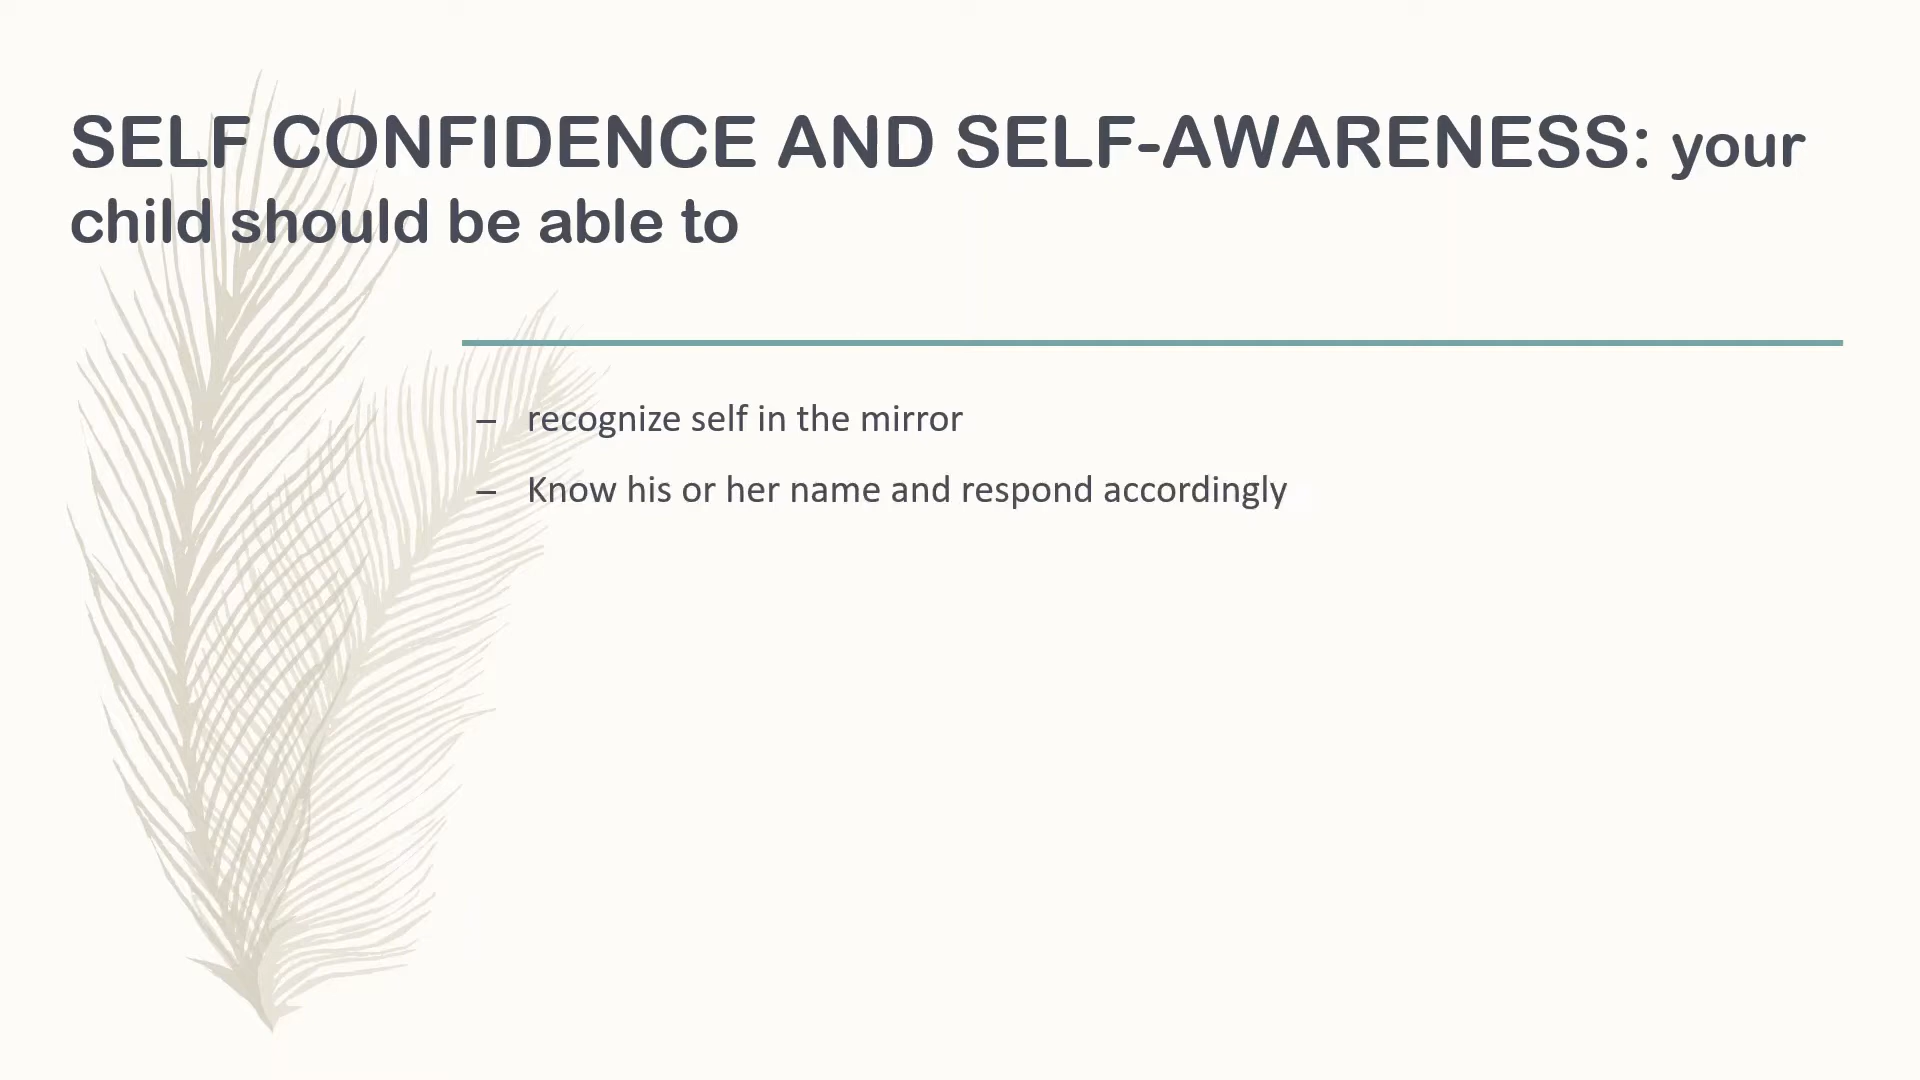 SELF CONFIDENCE AND SELF-AWARENESS: your
child should be able to
– recognize self in the mirror
– Know his or her name and respond accordingly